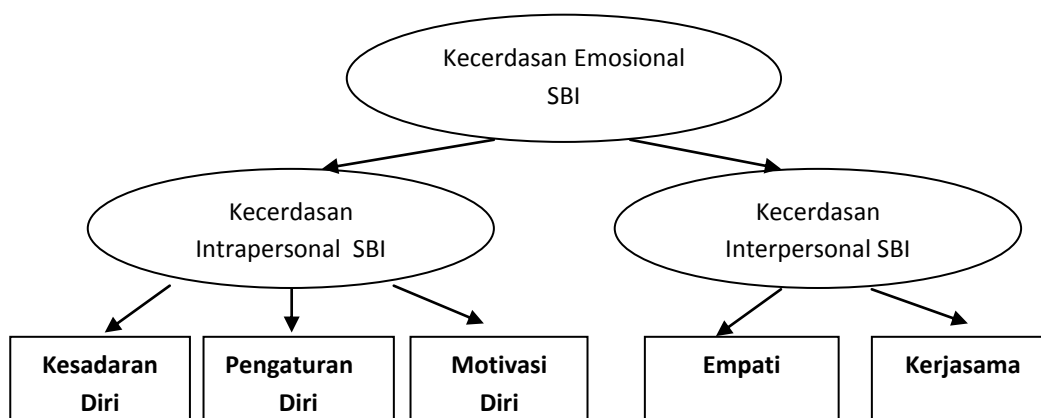 Kecerdasan Emosional
SBI
Kecerdasan
Intrapersonal SBI
Kecerdasan
Interpersonal SBI
Kesadaran
Diri
Pengaturan
Diri
Motivasi
Diri
Empati
Kerjasama